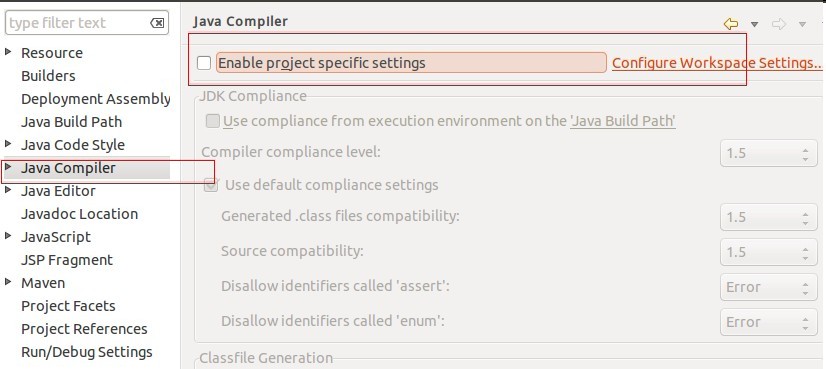 type filter text
Resource
Builders
Deployment Assembly
Java Build Path
Java Code Style
Java Compiler
Java Editor
Javadoc Location
JavaScript
JSP Fragment
Maven
Project Facets
Project References
Run/Debug Settings
Java Compiler
Enable project specific settings Configure Workspace Settings...
JDK Compliance
Use compliance from execution environment on the 'Java Build Path'
Compiler compliance level: 1.5
Use default compliance settings
Generated .class files compatibility: 1.5
Source compatibility: 1.5
Disallow identifiers called 'assert': Error
Disallow identifiers called 'enum': Error
Classfile Generation